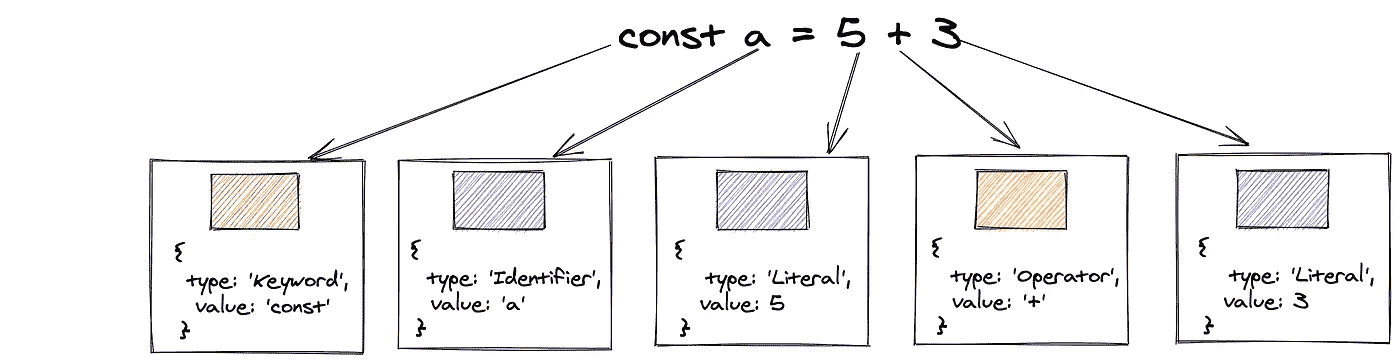 const a = 5 + 3
{
type: 'Keyword',
value: 'const'
}
{
type: 'Identifier',
value: 'a'
}
{
type: 'Literal',
value: 5
}
{
type: 'Operator',
value: '+'
}
{
type: 'Literal',
value: 3
}